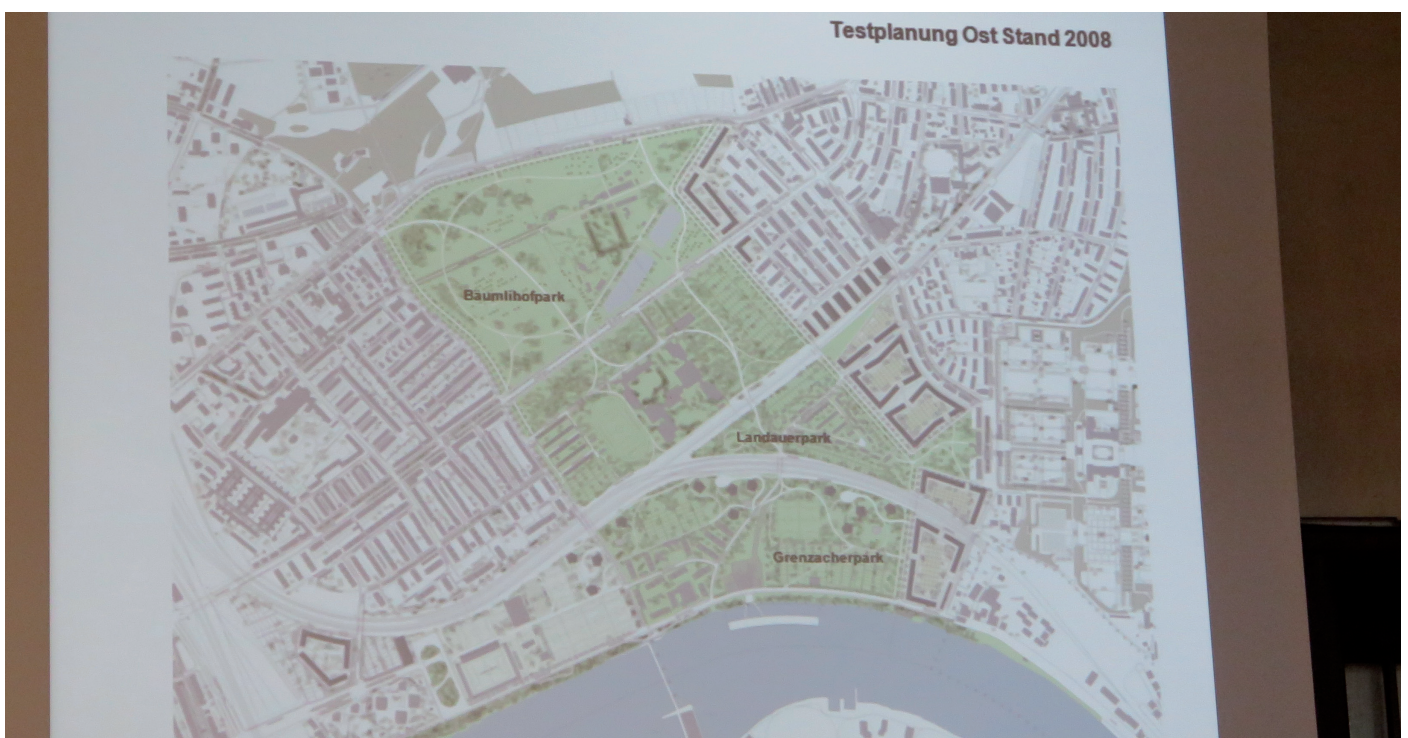 Testplanung Ost Stand 2008
Bäumlihofpark
Landauerpark
Grenzacherpark